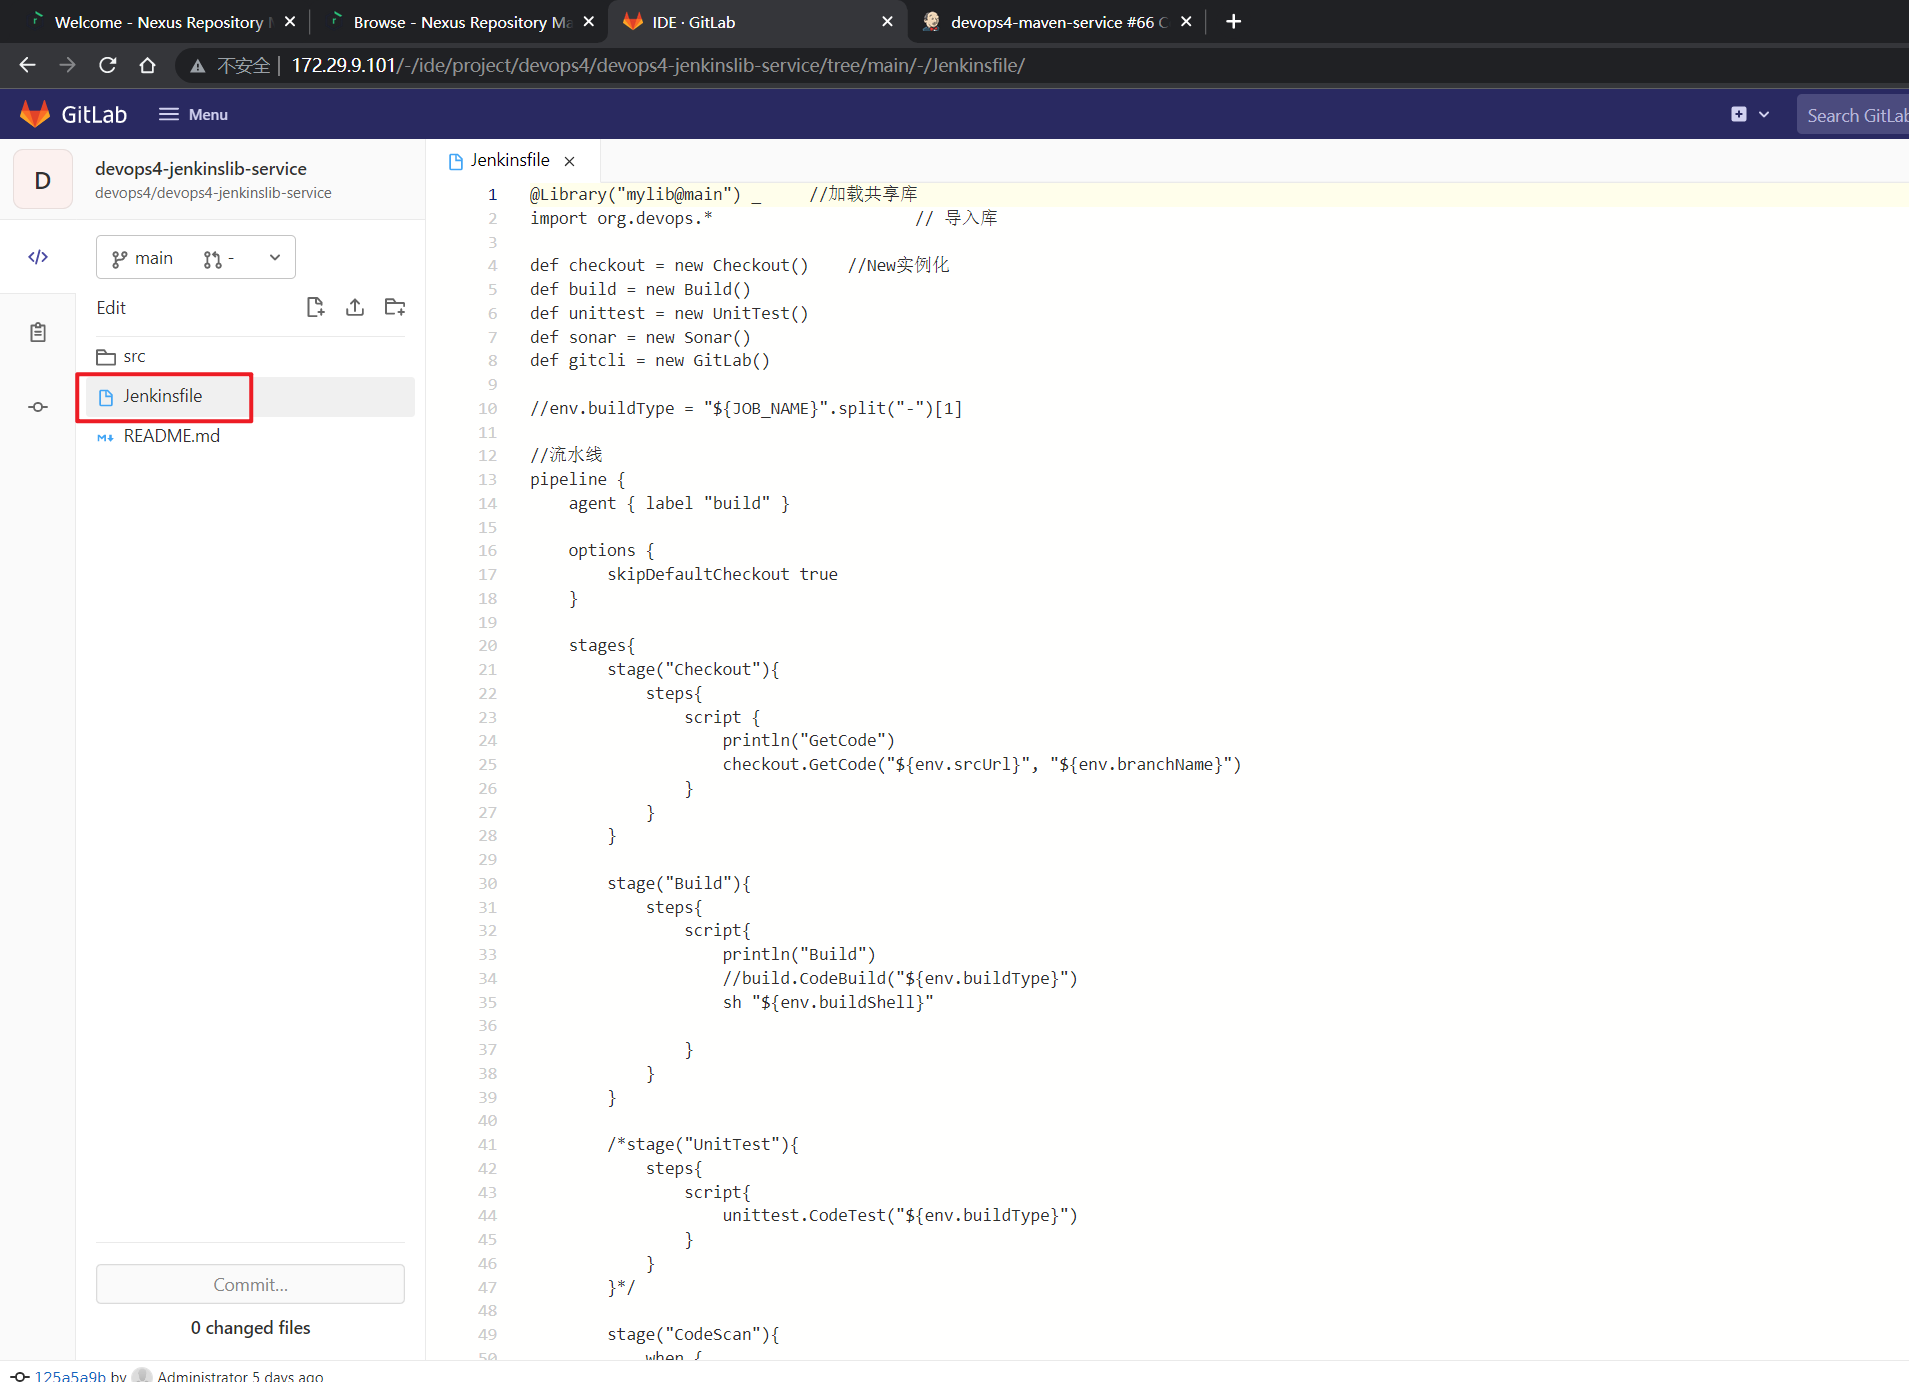 Welcome - Nexus Repository
Browse - Nexus Repository Ma
IDE · GitLab
devops4-maven-service #66 C
不安全
172.29.9.101/-/ide/project/devops4/devops4-jenkinslib-service/tree/main/-/Jenkinsfile/
GitLab
Menu
Search GitLab
D
devops4-jenkinslib-service
devops4/devops4-jenkinslib-service
main
-
Edit
src
Jenkinsfile
README.md
Commit...
0 changed files
125a5a9b by Administrator 5 days ago
Jenkinsfile
1 @Library("mylib@main") _     //加载共享库
2 import org.devops.*                     // 导入库
3
4 def checkout = new Checkout()    //New实例化
5 def build = new Build()
6 def unittest = new UnitTest()
7 def sonar = new Sonar()
8 def gitcli = new GitLab()
9
10 //env.buildType = "${JOB_NAME}".split("-")[1]
11
12 //流水线
13 pipeline {
14     agent { label "build" }
15
16     options {
17         skipDefaultCheckout true
18     }
19
20     stages{
21         stage("Checkout"){
22             steps{
23                 script {
24                     println("GetCode")
25                     checkout.GetCode("${env.srcUrl}", "${env.branchName}")
26                 }
27             }
28         }
29
30         stage("Build"){
31             steps{
32                 script{
33                     println("Build")
34                     //build.CodeBuild("${env.buildType}")
35                     sh "${env.buildShell}"
36
37                 }
38             }
39         }
40
41         /*stage("UnitTest"){
42             steps{
43                 script{
44                     unittest.CodeTest("${env.buildType}")
45                 }
46             }
47         }*/
48
49         stage("CodeScan"){
50             when {